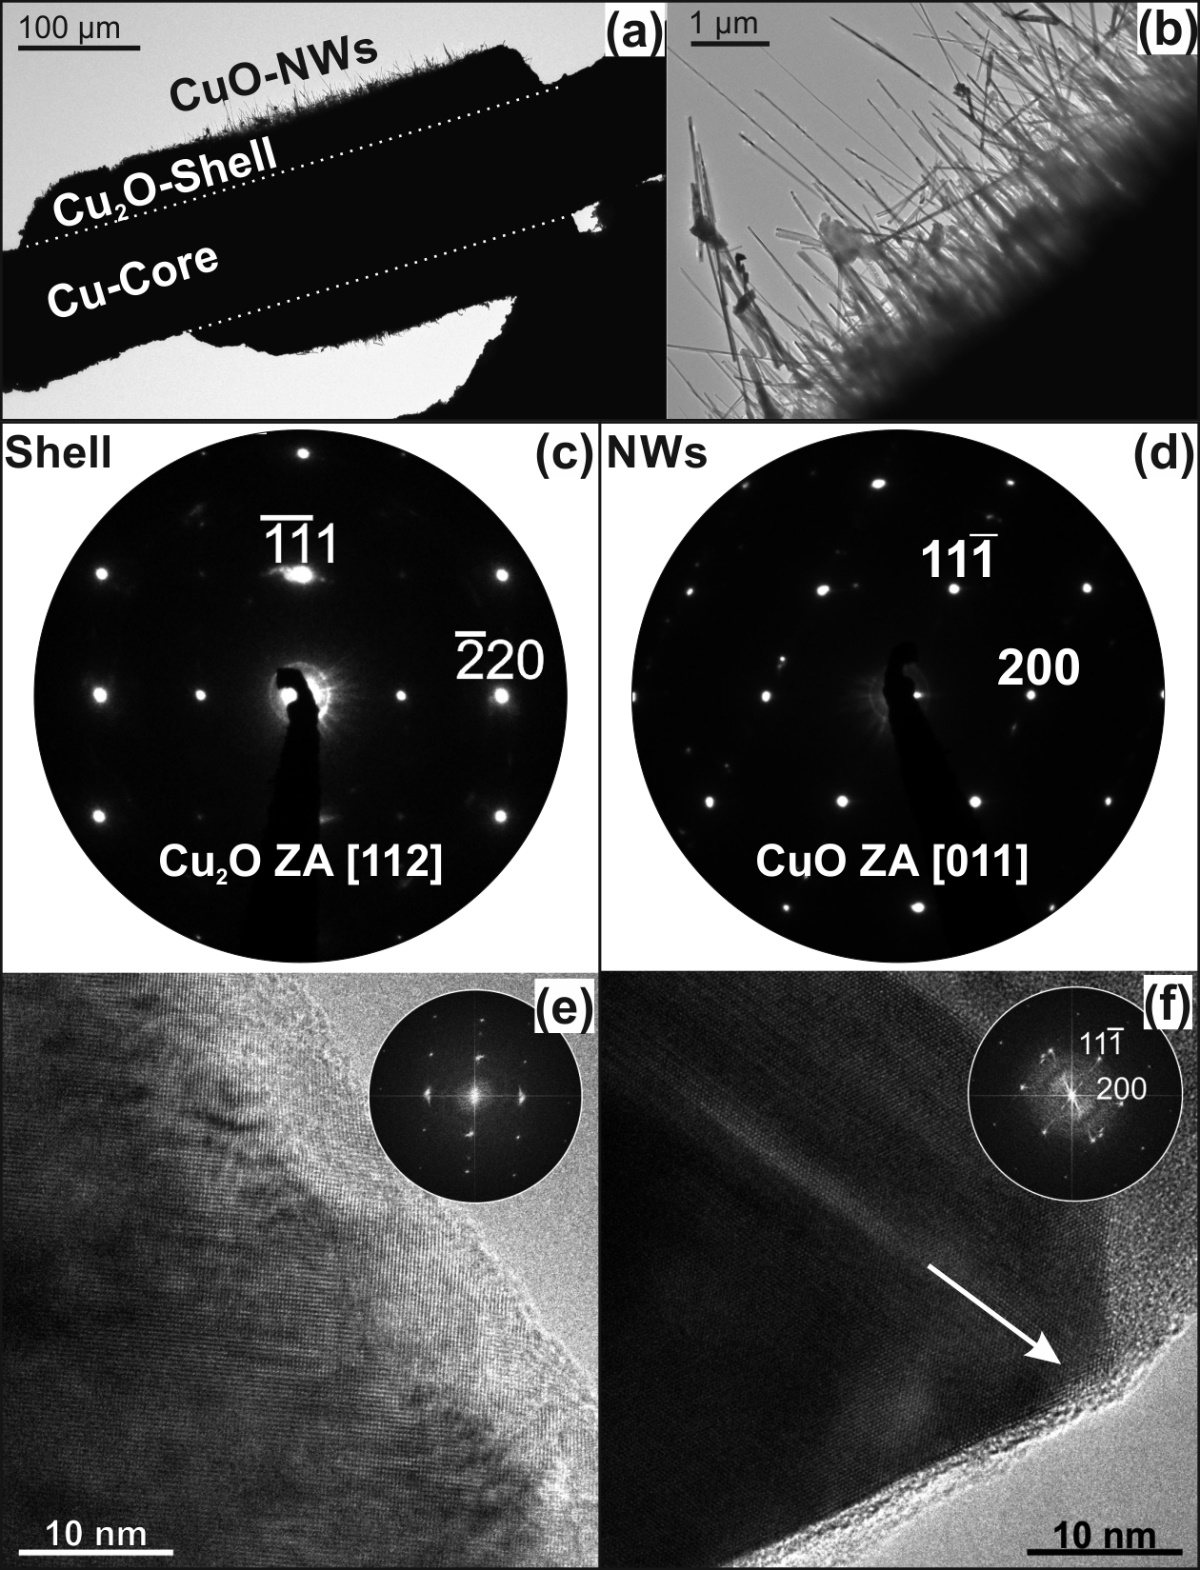 100 µm
(a)
CuO-NWs
Cu₂O-Shell
Cu-Core
1 µm
(b)
Shell
(c)
1̅1̅1
2̅20
Cu₂O ZA [112]
NWs
(d)
111̅
200
CuO ZA [011]
(e)
10 nm
(f)
111̅
200
10 nm